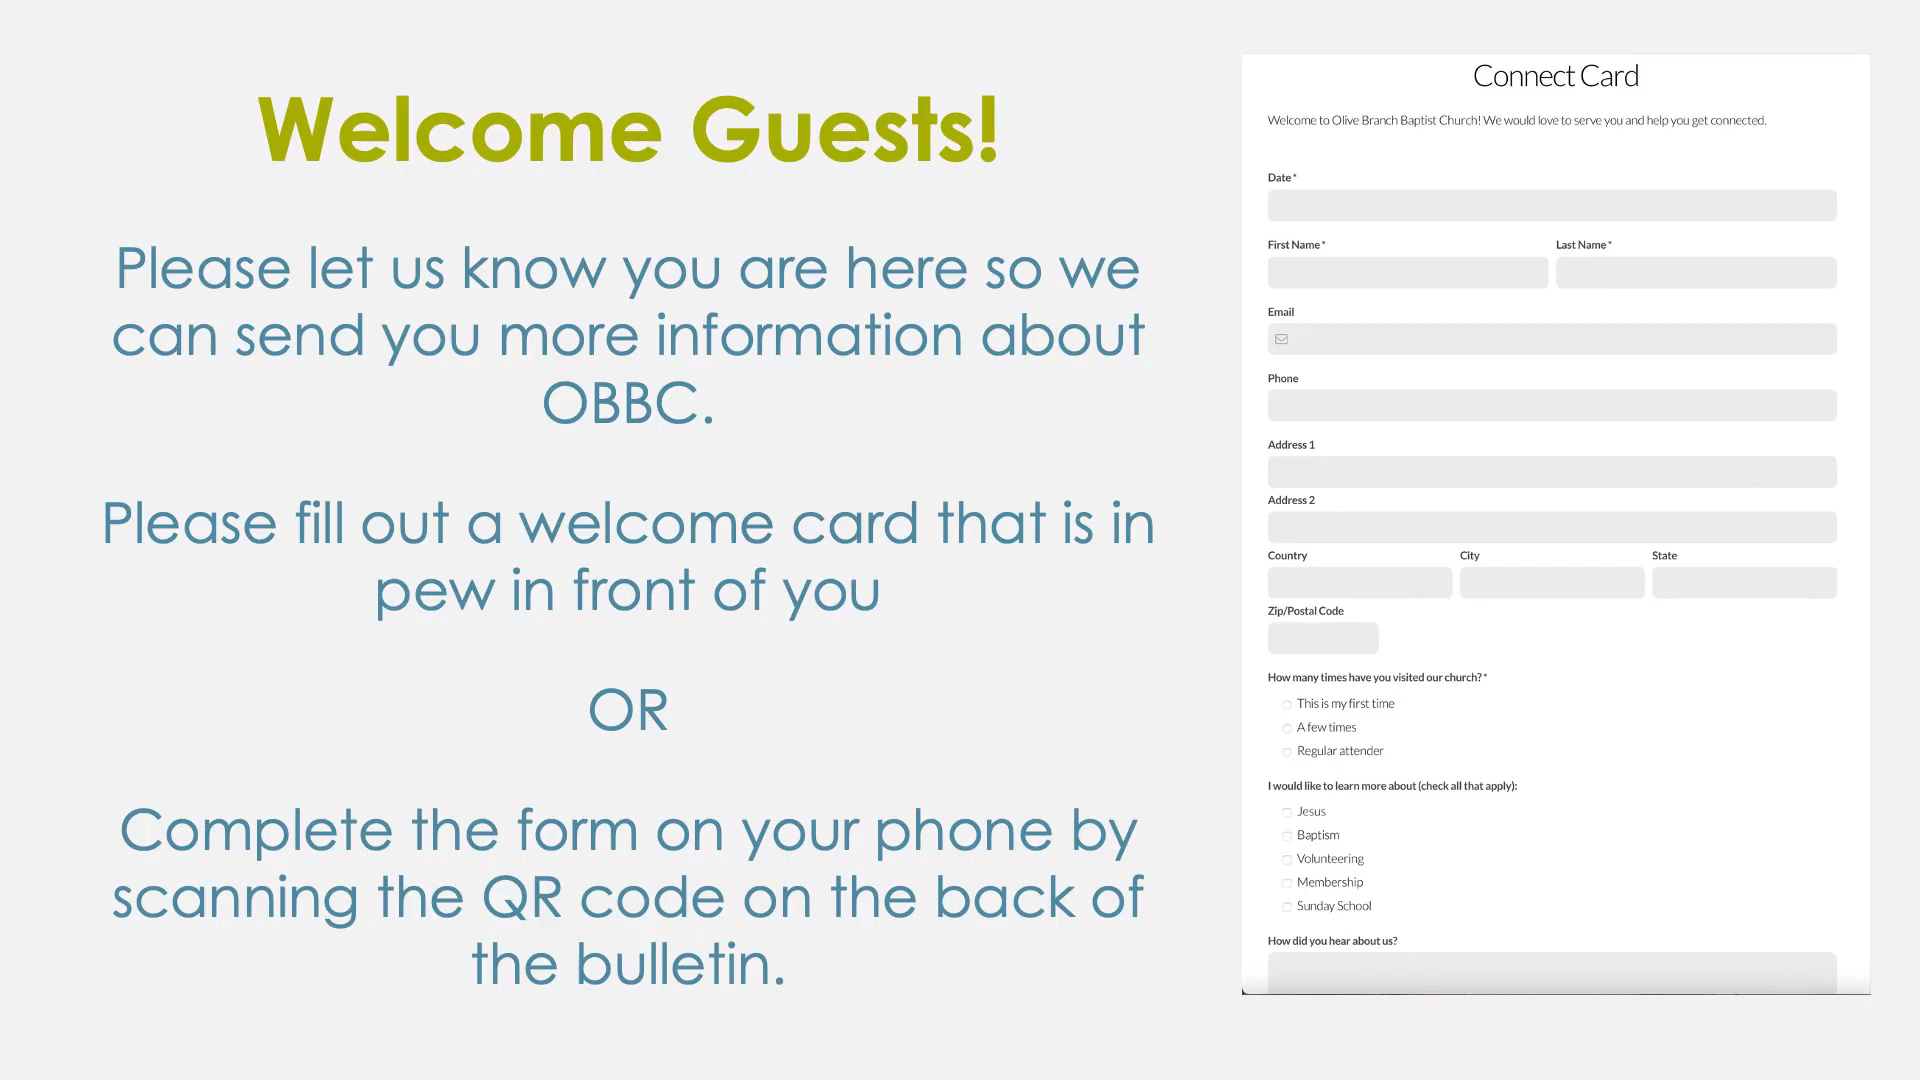 Welcome Guests!
Please let us know you are here so we
can send you more information about
OBBC.
Please fill out a welcome card that is in
pew in front of you
OR
Complete the form on your phone by
scanning the QR code on the back of
the bulletin.
Connect Card
Welcome to Olive Branch Baptist Church! We would love to serve you and help you get connected.
Date *
First Name * Last Name *
Email
Phone
Address 1
Address 2
Country City State
Zip/Postal Code
How many times have you visited our church? *
This is my first time
A few times
Regular attender
I would like to learn more about (check all that apply):
Jesus
Baptism
Volunteering
Membership
Sunday School
How did you hear about us?